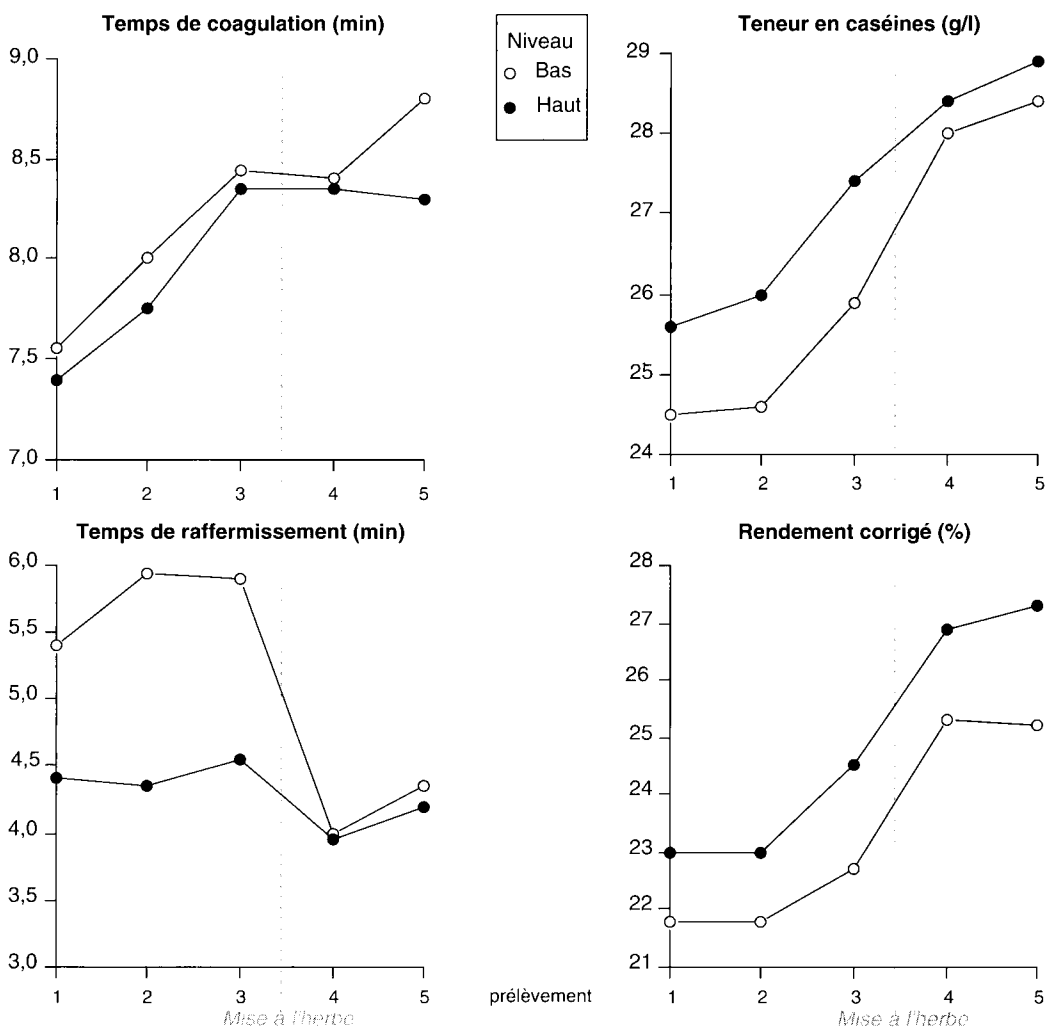 Temps de coagulation (min)
9,0
8,5
8,0
7,5
7,0
1 2 3 4 5
Niveau
Bas
Haut
Teneur en caséines (g/l)
29
28
27
26
25
24
1 2 3 4 5
Temps de raffermissement (min)
6,0
5,5
5,0
4,5
4,0
3,5
3,0
1 2 3 4 5
Mise à l'herbe
prélèvement
Rendement corrigé (%)
28
27
26
25
24
23
22
21
1 2 3 4 5
Mise à l'herbe